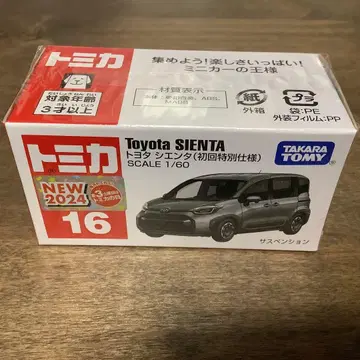 トミカ
集めよう!楽しさいっぱい!
ミニカーの王様
対象年齢
3才以上
材質表示
紙
外箱
プラ
袋:PE
外装フィルム:PP
トミカ
Toyota SIENTA
トヨタ シエンタ(初回特別仕様)
SCALE 1/60
TAKARA
TOMY
NEW
2024
16
サスペンション